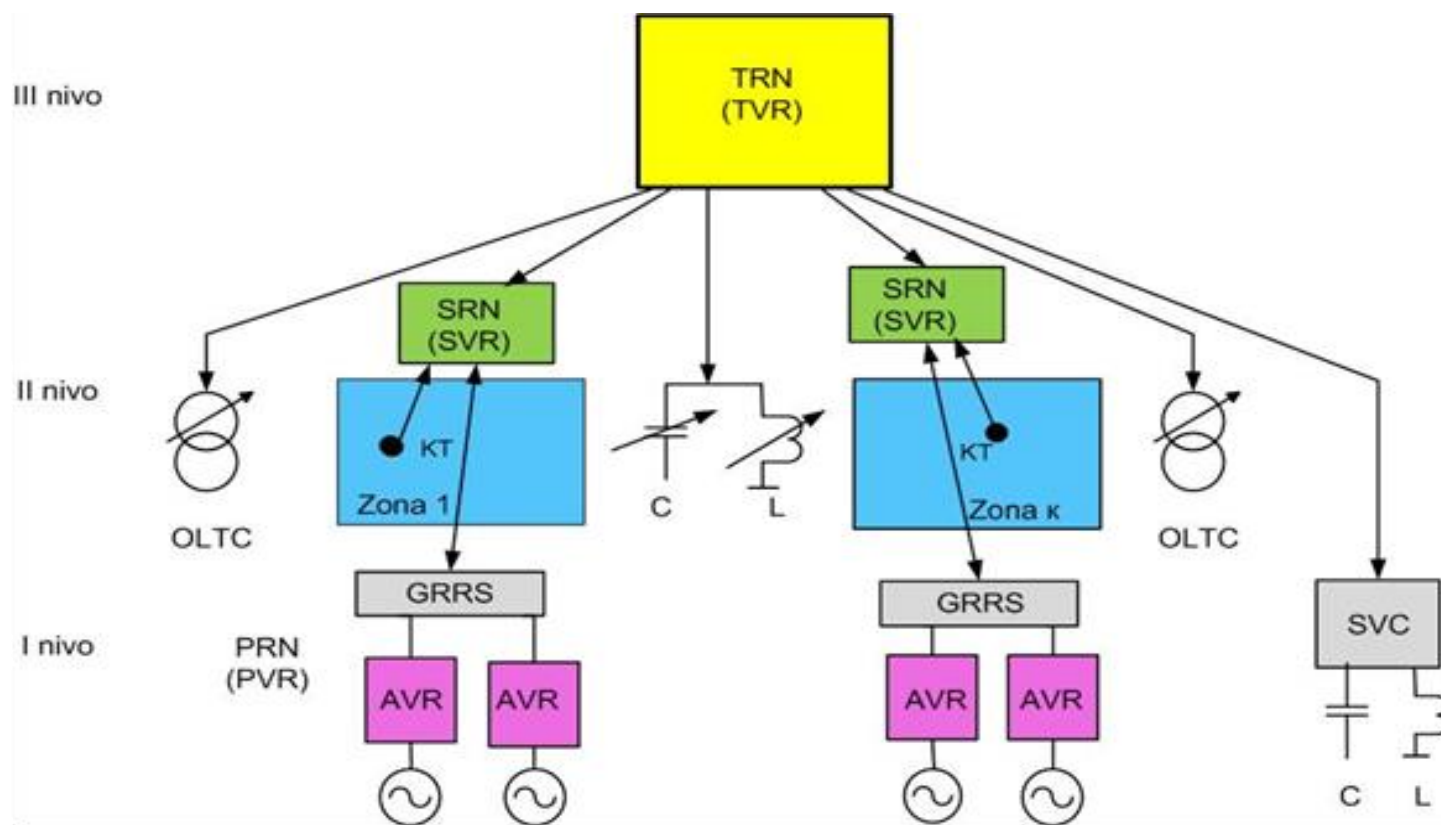 III nivo
TRN
(TVR)
SRN
(SVR)
SRN
(SVR)
II nivo
KT
Zona 1
KT
Zona к
C
L
OLTC
OLTC
GRRS
GRRS
SVC
I nivo
PRN
(PVR)
AVR
AVR
AVR
AVR
C
L